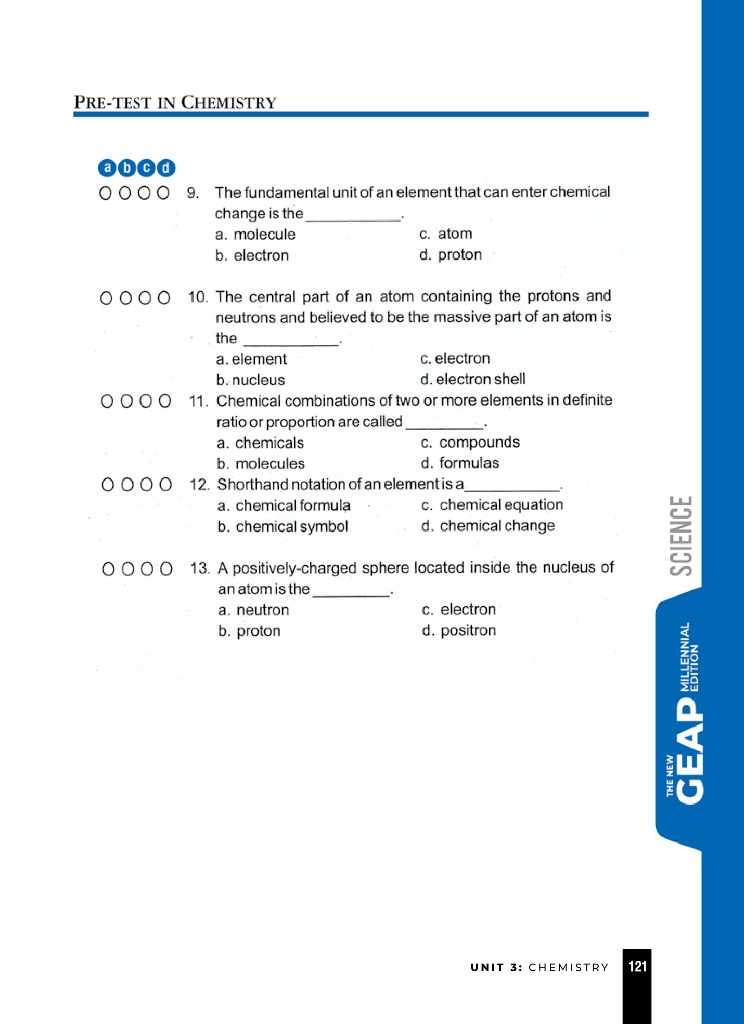 PRE-TEST IN CHEMISTRY
a b c d
9. The fundamental unit of an element that can enter chemical
change is the ____________.
a. molecule c. atom
b. electron d. proton
10. The central part of an atom containing the protons and
neutrons and believed to be the massive part of an atom is
the ____________.
a. element c. electron
b. nucleus d. electron shell
11. Chemical combinations of two or more elements in definite
ratio or proportion are called __________.
a. chemicals c. compounds
b. molecules d. formulas
12. Shorthand notation of an element is a____________.
a. chemical formula c. chemical equation
b. chemical symbol d. chemical change
13. A positively-charged sphere located inside the nucleus of
an atom is the __________.
a. neutron c. electron
b. proton d. positron
SCIENCE
THE NEW
GEAP MILLENNIAL
EDITION
UNIT 3: CHEMISTRY 121